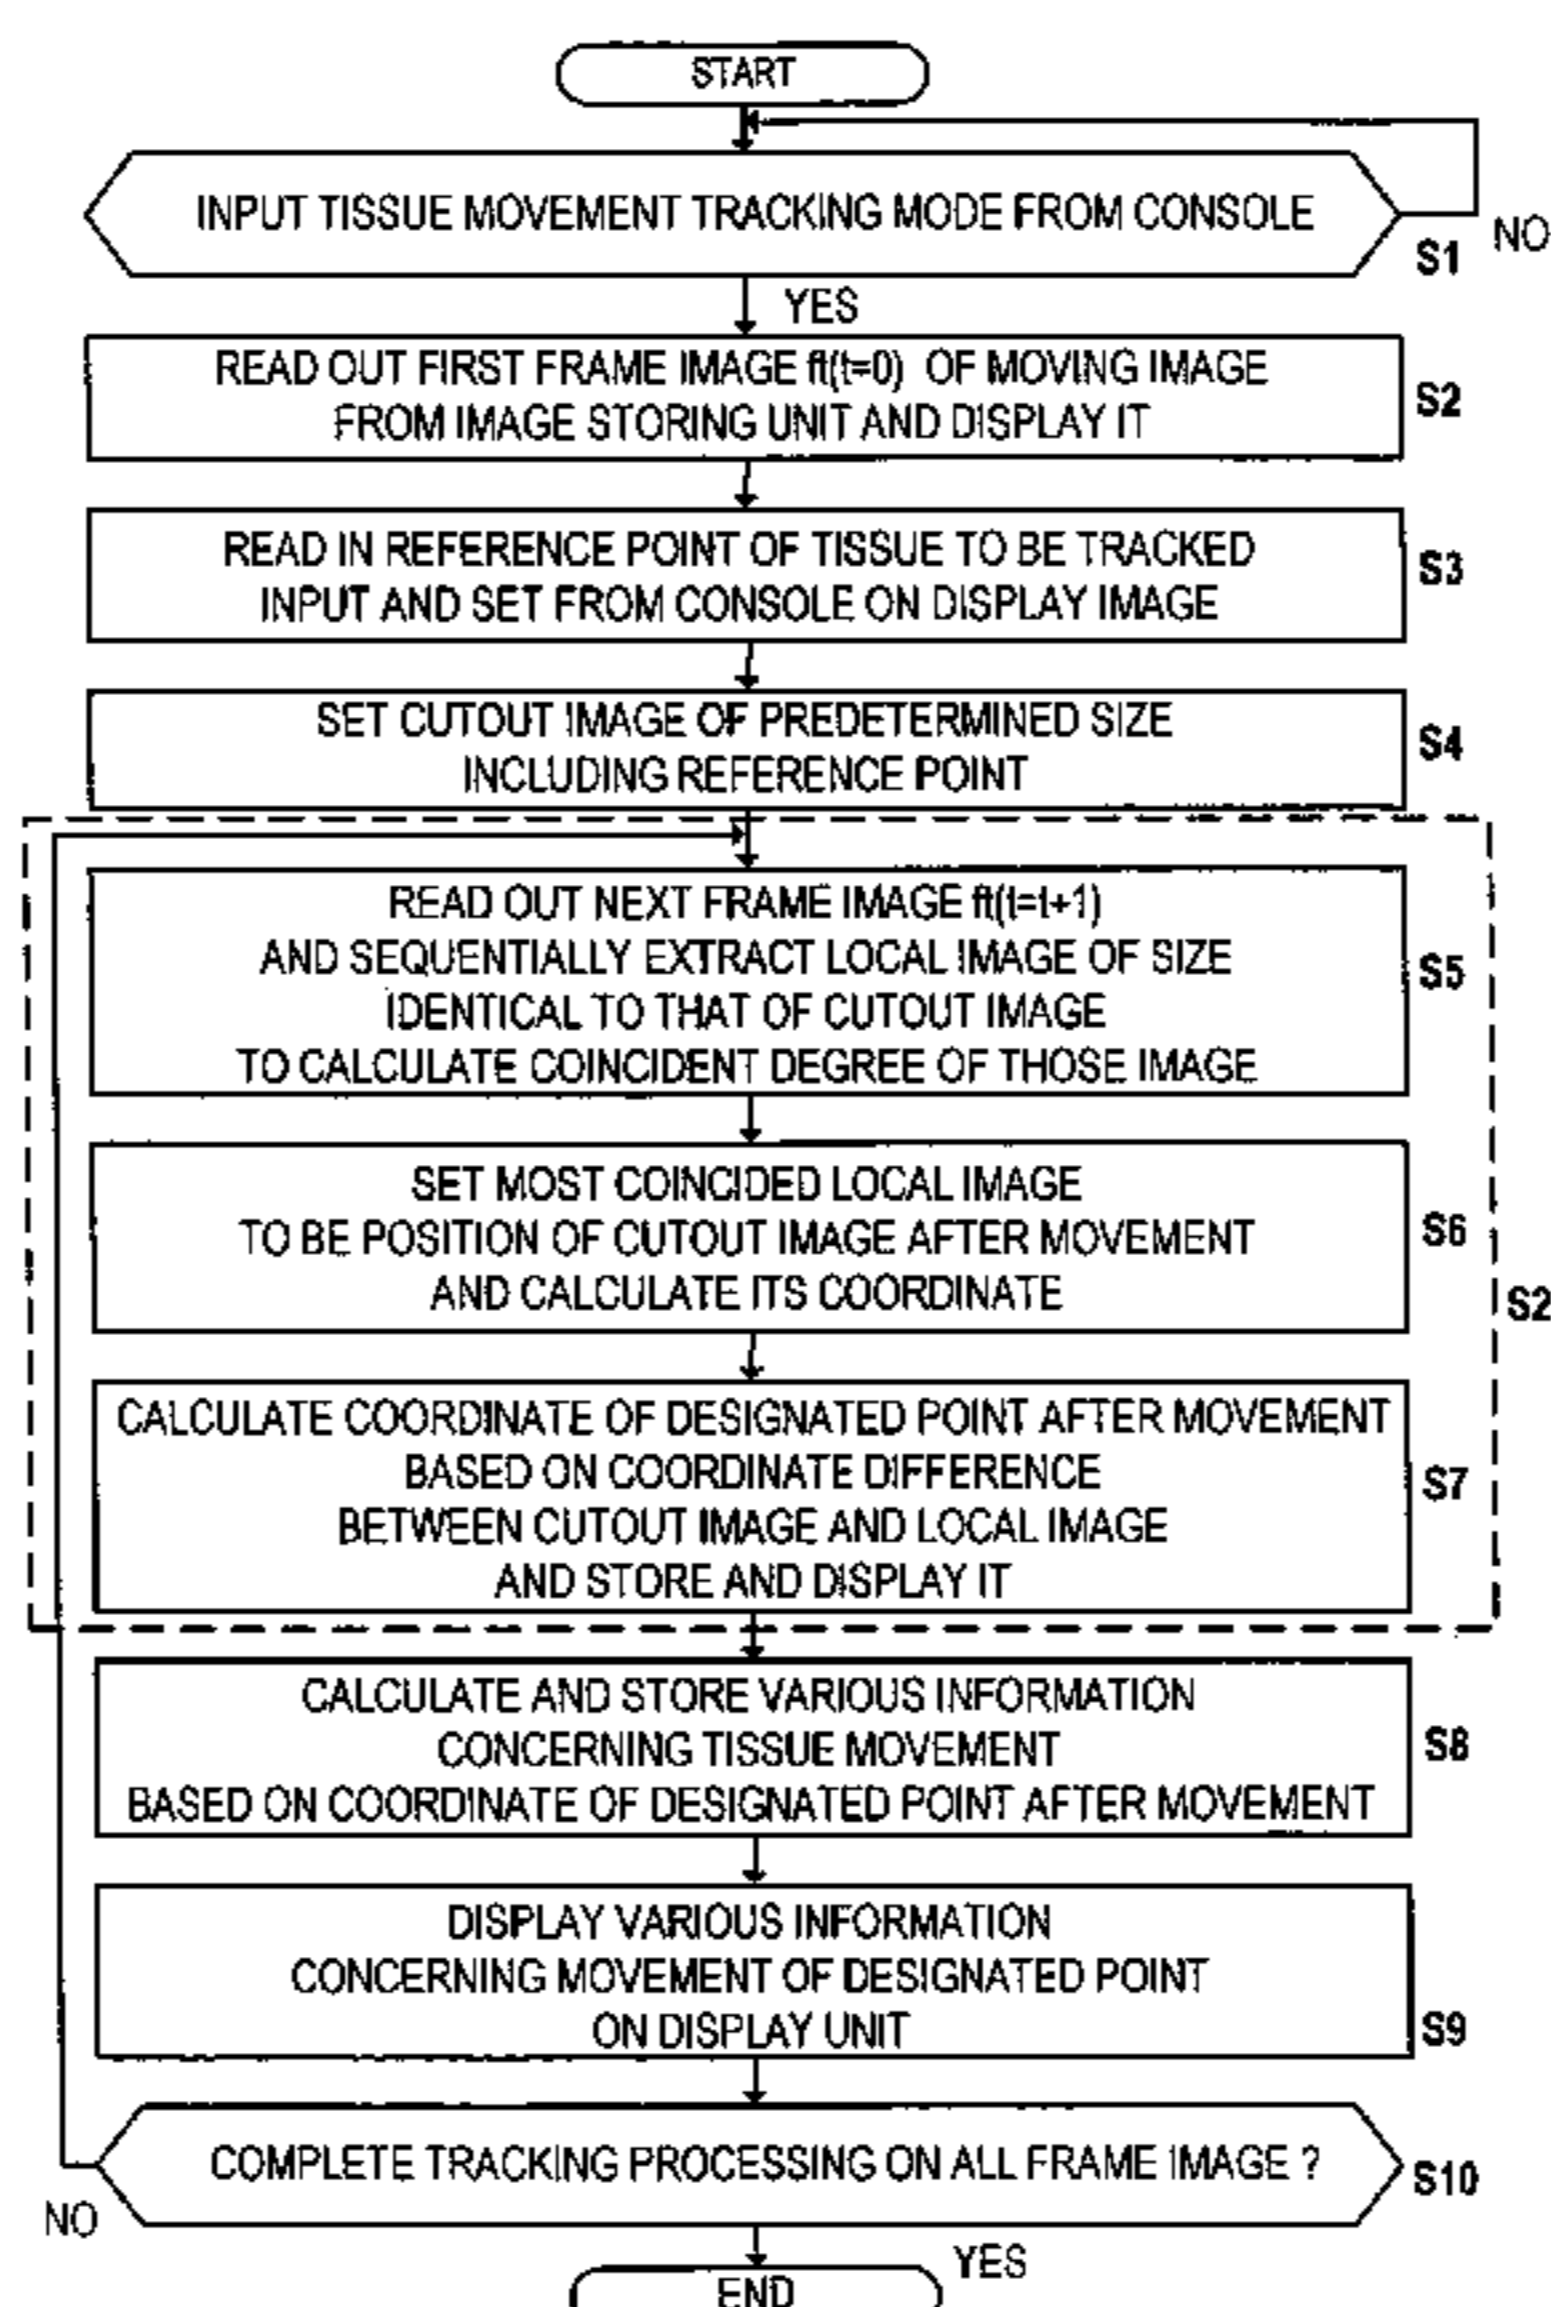 START
INPUT TISSUE MOVEMENT TRACKING MODE FROM CONSOLE
S1
NO
YES
READ OUT FIRST FRAME IMAGE ft(t=0) OF MOVING IMAGE
FROM IMAGE STORING UNIT AND DISPLAY IT
S2
READ IN REFERENCE POINT OF TISSUE TO BE TRACKED
INPUT AND SET FROM CONSOLE ON DISPLAY IMAGE
S3
SET CUTOUT IMAGE OF PREDETERMINED SIZE
INCLUDING REFERENCE POINT
S4
READ OUT NEXT FRAME IMAGE ft(t=t+1)
AND SEQUENTIALLY EXTRACT LOCAL IMAGE OF SIZE
IDENTICAL TO THAT OF CUTOUT IMAGE
TO CALCULATE COINCIDENT DEGREE OF THOSE IMAGE
S5
SET MOST COINCIDED LOCAL IMAGE
TO BE POSITION OF CUTOUT IMAGE AFTER MOVEMENT
AND CALCULATE ITS COORDINATE
S6
S2
CALCULATE COORDINATE OF DESIGNATED POINT AFTER MOVEMENT
BASED ON COORDINATE DIFFERENCE
BETWEEN CUTOUT IMAGE AND LOCAL IMAGE
AND STORE AND DISPLAY IT
S7
CALCULATE AND STORE VARIOUS INFORMATION
CONCERNING TISSUE MOVEMENT
BASED ON COORDINATE OF DESIGNATED POINT AFTER MOVEMENT
S8
DISPLAY VARIOUS INFORMATION
CONCERNING MOVEMENT OF DESIGNATED POINT
ON DISPLAY UNIT
S9
COMPLETE TRACKING PROCESSING ON ALL FRAME IMAGE ?
S10
NO
YES
END